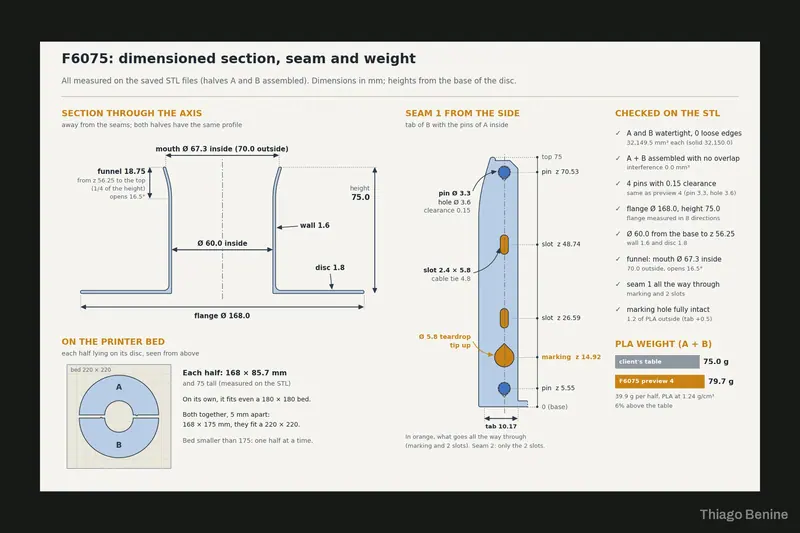 F6075: dimensioned section, seam and weight
All measured on the saved STL files (halves A and B assembled). Dimensions in mm; heights from the base of the disc.
SECTION THROUGH THE AXIS
away from the seams; both halves have the same profile
mouth Ø 67.3 inside (70.0 outside)
funnel 18.75
from z 56.25 to the top
(1/4 of the height)
opens 16.5°
height
75.0
wall 1.6
Ø 60.0 inside
disc 1.8
flange Ø 168.0
ON THE PRINTER BED
each half lying on its disc, seen from above
bed 220 × 220
A
B
Each half: 168 × 85.7 mm
and 75 tall (measured on the STL)
On its own, it fits even a 180 × 180 bed.
Both together, 5 mm apart:
168 × 175 mm, they fit a 220 × 220.
Bed smaller than 175: one half at a time.
SEAM 1 FROM THE SIDE
tab of B with the pins of A inside
top 75
pin z 70.53
pin Ø 3.3
hole Ø 3.6
clearance 0.15
slot z 48.74
slot 2.4 × 5.8
cable tie 4.8
slot z 26.59
Ø 5.8 teardrop
tip up
marking z 14.92
pin z 5.55
0 (base)
tab 10.17
In orange, what goes all the way through
(marking and 2 slots). Seam 2: only the 2 slots.
CHECKED ON THE STL
✓ A and B watertight, 0 loose edges
32,149.5 mm³ each (solid 32,150.0)
✓ A + B assembled with no overlap
interference 0.0 mm³
✓ 4 pins with 0.15 clearance
same as preview 4 (pin 3.3, hole 3.6)
✓ flange Ø 168.0, height 75.0
flange measured in 8 directions
✓ Ø 60.0 from the base to z 56.25
wall 1.6 and disc 1.8
✓ funnel: mouth Ø 67.3 inside
70.0 outside, opens 16.5°
✓ seam 1 all the way through
marking and 2 slots
✓ marking hole fully intact
1.2 of PLA outside (tab +0.5)
PLA WEIGHT (A + B)
client's table 75.0 g
F6075 preview 4 79.7 g
39.9 g per half, PLA at 1.24 g/cm³
6% above the table
Thiago Benine